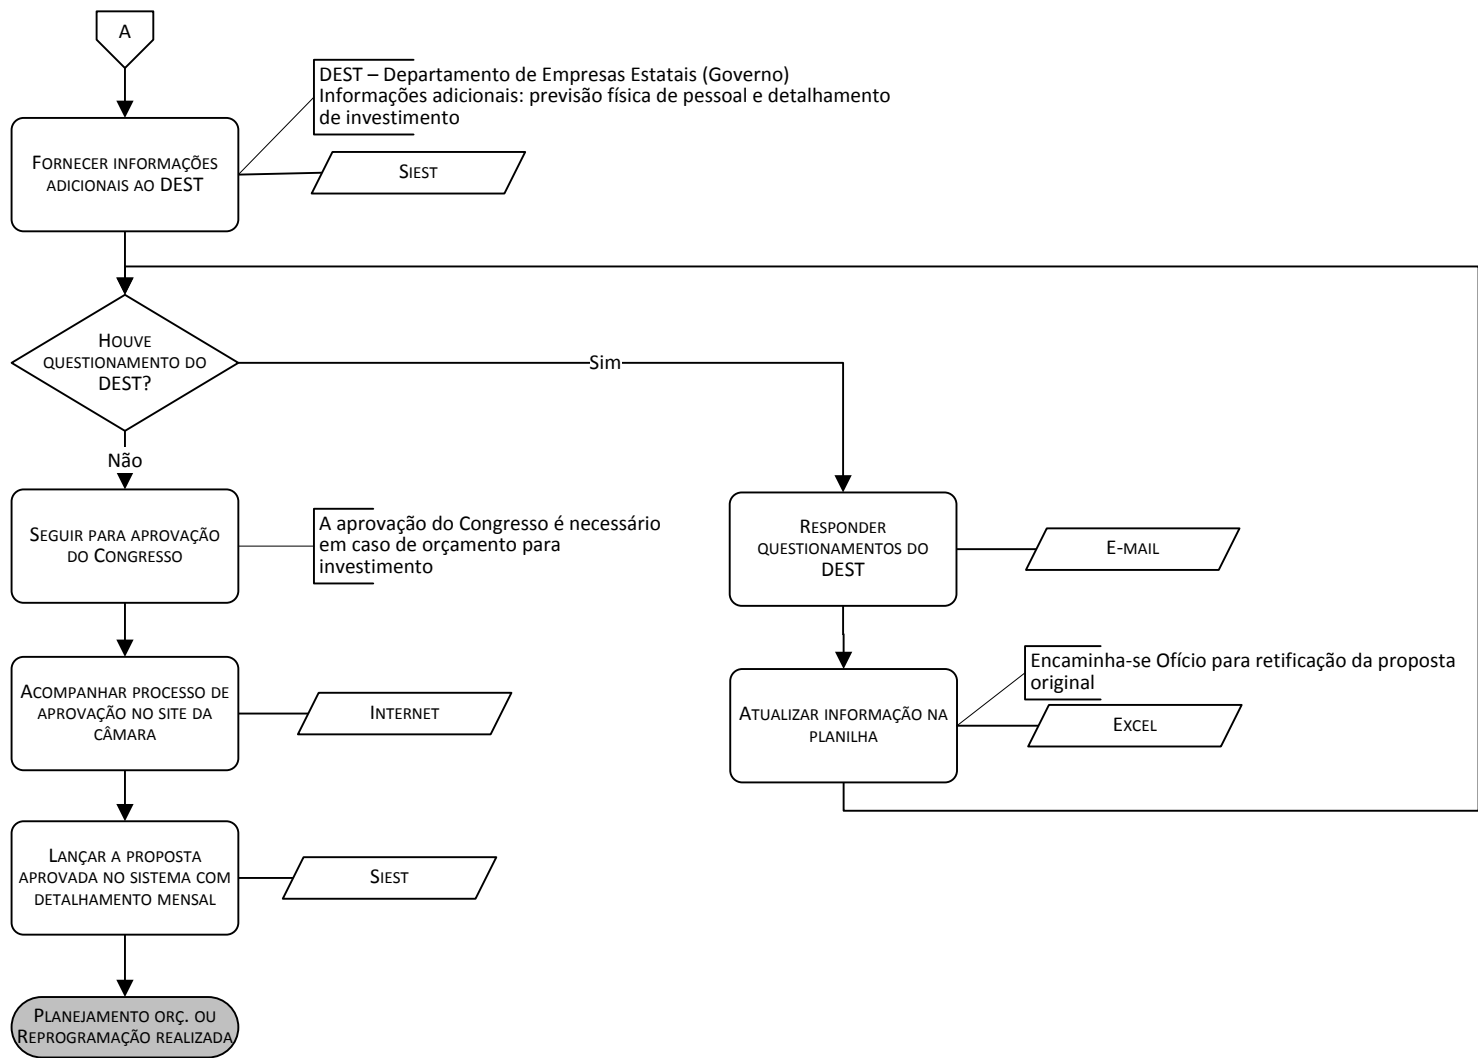 A
DEST – Departamento de Empresas Estatais (Governo)
Informações adicionais: previsão física de pessoal e detalhamento
de investimento
FORNECER INFORMAÇÕES
ADICIONAIS AO DEST
SIEST
HOUVE
QUESTIONAMENTO DO
DEST?
Sim
Não
SEGUIR PARA APROVAÇÃO
DO CONGRESSO
A aprovação do Congresso é necessário
em caso de orçamento para
investimento
RESPONDER
QUESTIONAMENTOS DO
DEST
E-MAIL
ACOMPANHAR PROCESSO DE
APROVAÇÃO NO SITE DA
CÂMARA
INTERNET
Encaminha-se Ofício para retificação da proposta
original
ATUALIZAR INFORMAÇÃO NA
PLANILHA
EXCEL
LANÇAR A PROPOSTA
APROVADA NO SISTEMA COM
DETALHAMENTO MENSAL
SIEST
PLANEJAMENTO ORÇ. OU
REPROGRAMAÇÃO REALIZADA